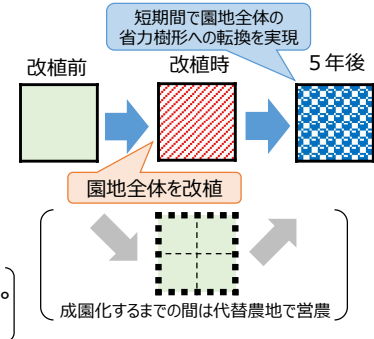 短期間で園地全体の
省力樹形への転換を実現
改植前
改植時
５年後
園地全体を改植
成園化するまでの間は代替農地で営農
。